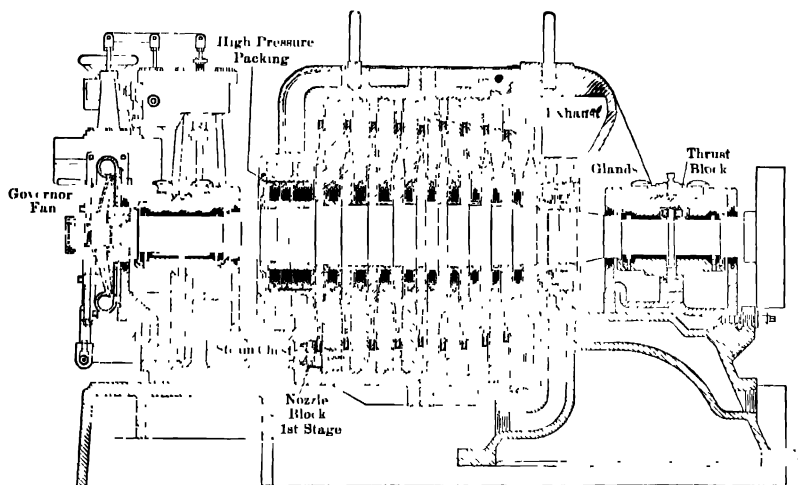 High Pressure
Packing
Exhaust
Glands
Thrust
Block
Governor
Fan
Steam Chest
Nozzle
Block
1st Stage